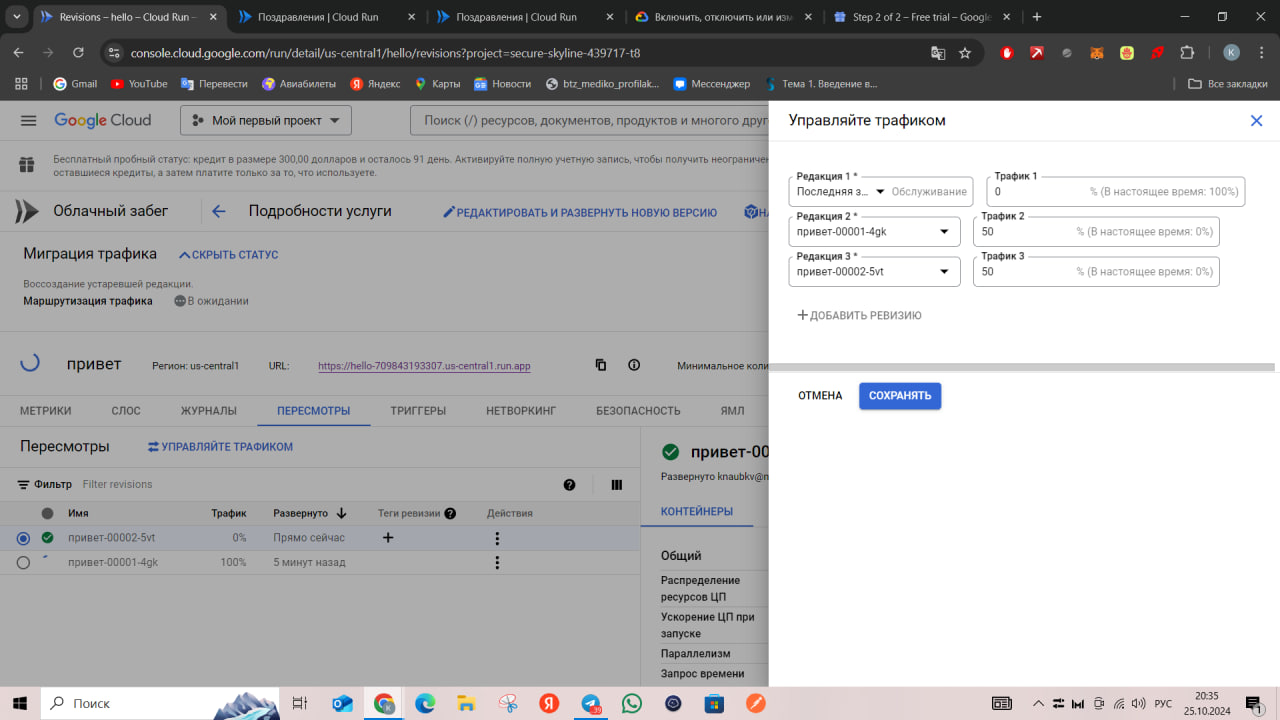 Revisions – hello – Cloud Run –
Поздравления | Cloud Run
Поздравления | Cloud Run
Включить, отключить или изм
Step 2 of 2 – Free trial – Google
console.cloud.google.com/run/detail/us-central1/hello/revisions?project=secure-skyline-439717-t8
K
Gmail
YouTube
Перевести
Авиабилеты
Яндекс
Карты
Новости
btz_mediko_profilak...
Мессенджер
Тема 1. Введение в...
Все закладки
Google Cloud
Мой первый проект
Поиск (/) ресурсов, документов, продуктов и многого друг
Бесплатный пробный статус: кредит в размере 300,00 долларов и осталось 91 день. Активируйте полную учетную запись, чтобы получить неограничен
оставшиеся кредиты, а затем платите только за то, что используете.
Облачный забег
Подробности услуги
РЕДАКТИРОВАТЬ И РАЗВЕРНУТЬ НОВУЮ ВЕРСИЮ
НА
Миграция трафика
СКРЫТЬ СТАТУС
Воссоздание устаревшей редакции.
Маршрутизация трафика
В ожидании
привет
Регион: us-central1
URL:
https://hello-709843193307.us-central1.run.app
Минимальное коли
МЕТРИКИ
СЛОС
ЖУРНАЛЫ
ПЕРЕСМОТРЫ
ТРИГГЕРЫ
НЕТВОРКИНГ
БЕЗОПАСНОСТЬ
ЯМЛ
Пересмотры
УПРАВЛЯЙТЕ ТРАФИКОМ
Фильтр
Filter revisions
Имя
Трафик
Развернуто
Теги ревизии
Действия
привет-00002-5vt
0%
Прямо сейчас
привет-00001-4gk
100%
5 минут назад
привет-00
Развернуто knaubkv@m
КОНТЕЙНЕРЫ
Общий
Распределение
ресурсов ЦП
Ускорение ЦП при
запуске
Параллелизм
Запрос времени
Управляйте трафиком
Редакция 1 *
Последняя з...
Обслуживание
Трафик 1
0
% (В настоящее время: 100%)
Редакция 2 *
привет-00001-4gk
Трафик 2
50
% (В настоящее время: 0%)
Редакция 3 *
привет-00002-5vt
Трафик 3
50
% (В настоящее время: 0%)
ДОБАВИТЬ РЕВИЗИЮ
ОТМЕНА
СОХРАНЯТЬ
Поиск
39
РУС
20:35
25.10.2024
1